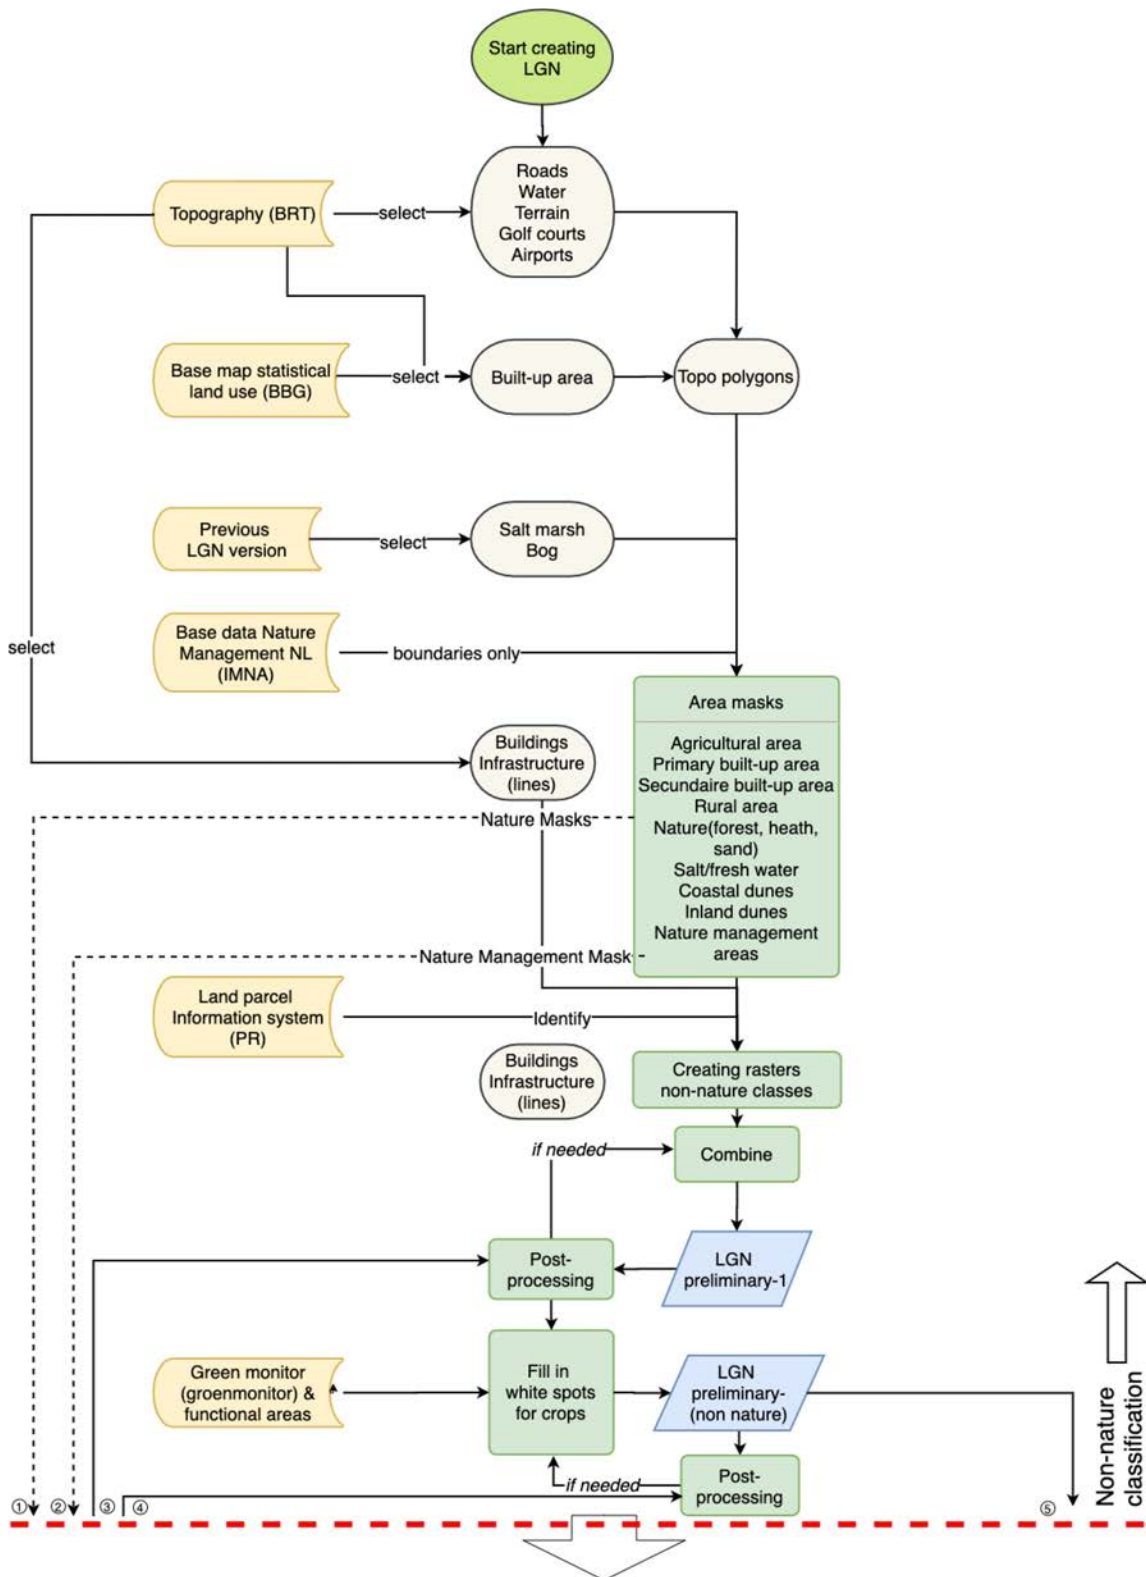 Start creating
LGN
Roads
Water
Terrain
Golf courts
Airports
Topography (BRT)
select
Base map statistical
land use (BBG)
select
Built-up area
Topo polygons
Previous
LGN version
select
Salt marsh
Bog
select
Base data Nature
Management NL
(IMNA)
boundaries only
Area masks
Agricultural area
Primary built-up area
Secundaire built-up area
Rural area
Nature(forest, heath,
sand)
Salt/fresh water
Coastal dunes
Inland dunes
Nature management
areas
Buildings
Infrastructure
(lines)
Nature Masks
Nature Management Mask
Land parcel
Information system
(PR)
Identify
Buildings
Infrastructure
(lines)
Creating rasters
non-nature classes
if needed
Combine
Post-
processing
LGN
preliminary-1
Green monitor
(groenmonitor) &
functional areas
Fill in
white spots
for crops
LGN
preliminary-
(non nature)
if needed
Post-
processing
Non-nature
classification
① ② ③ ④ ⑤